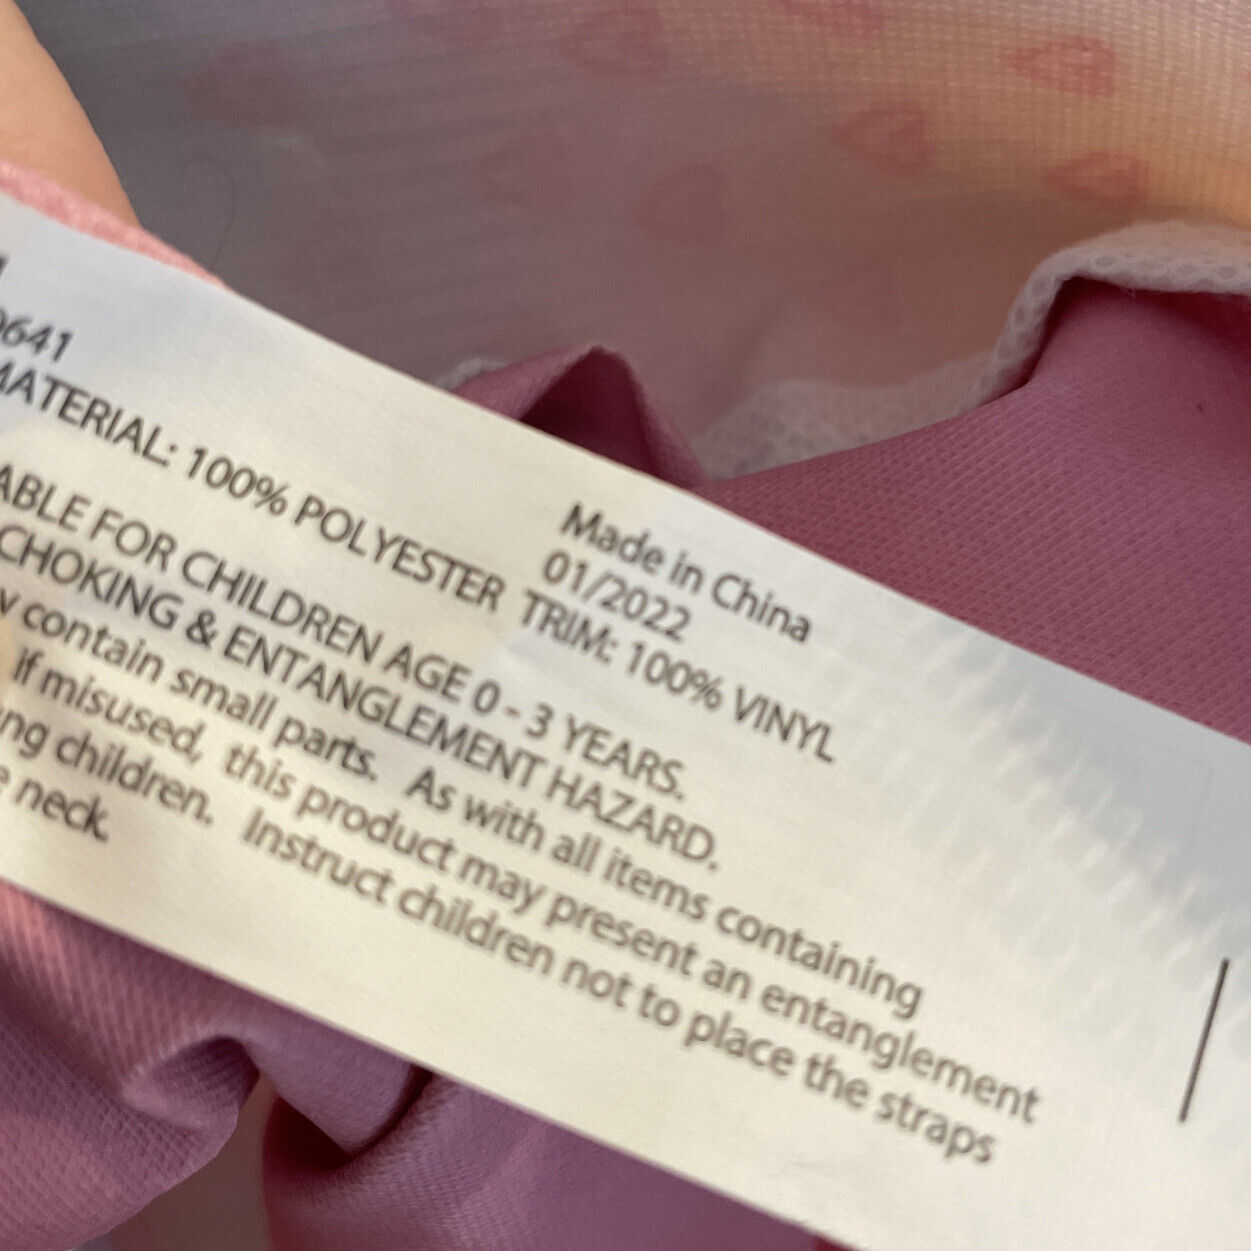 0641
Made in China
01/2022
MATERIAL: 100% POLYESTER TRIM: 100% VINYL
ABLE FOR CHILDREN AGE 0 - 3 YEARS.
CHOKING & ENTANGLEMENT HAZARD.
contain small parts. As with all items containing
If misused, this product may present an entanglement
ng children. Instruct children not to place the straps
neck.